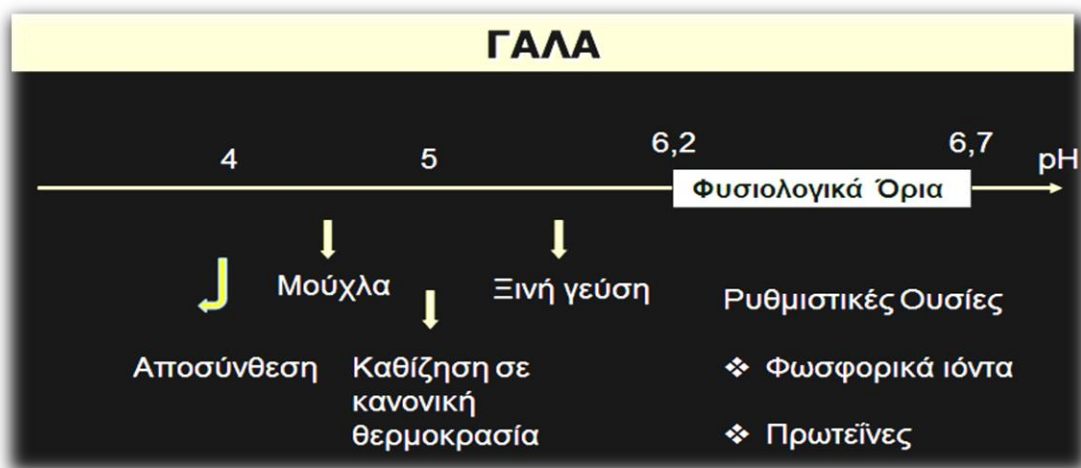 ΓΑΛΑ
4
5
6,2
6,7
pH
Φυσιολογικά Όρια
Μούχλα
Ξινή γεύση
Ρυθμιστικές Ουσίες
Αποσύνθεση
Καθίζηση σε
κανονική
θερμοκρασία
❖ Φωσφορικά ιόντα
❖ Πρωτεΐνες